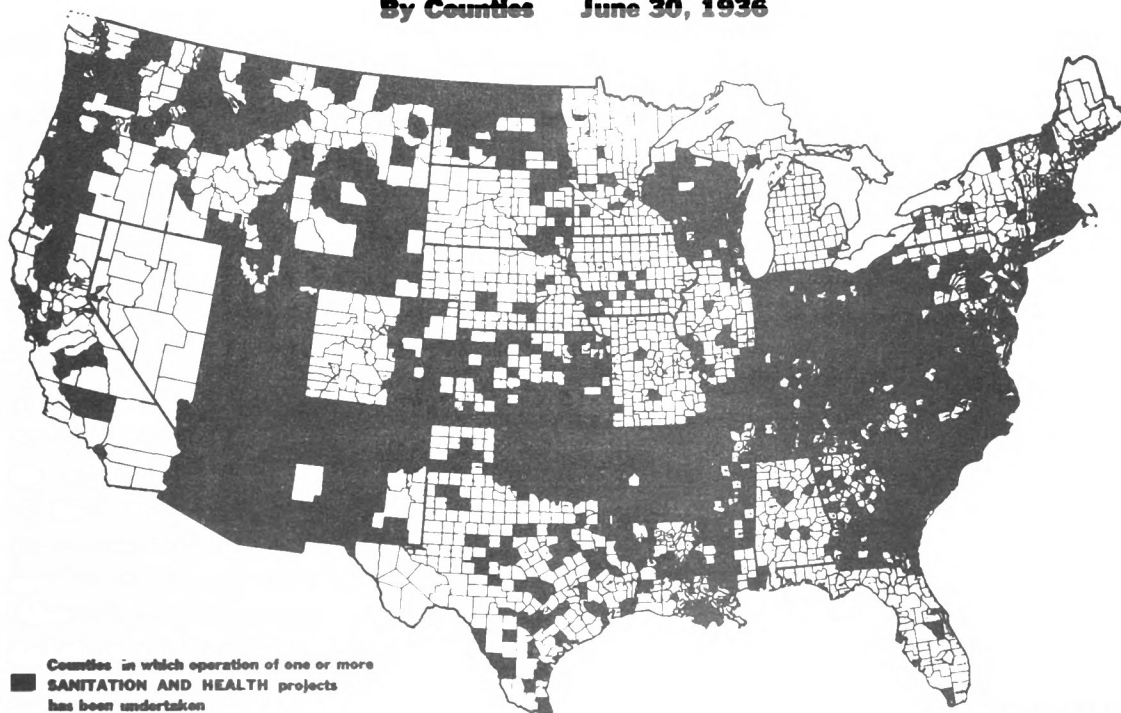 By Counties June 30, 1936
Counties in which operation of one or more
SANITATION AND HEALTH projects
has been undertaken